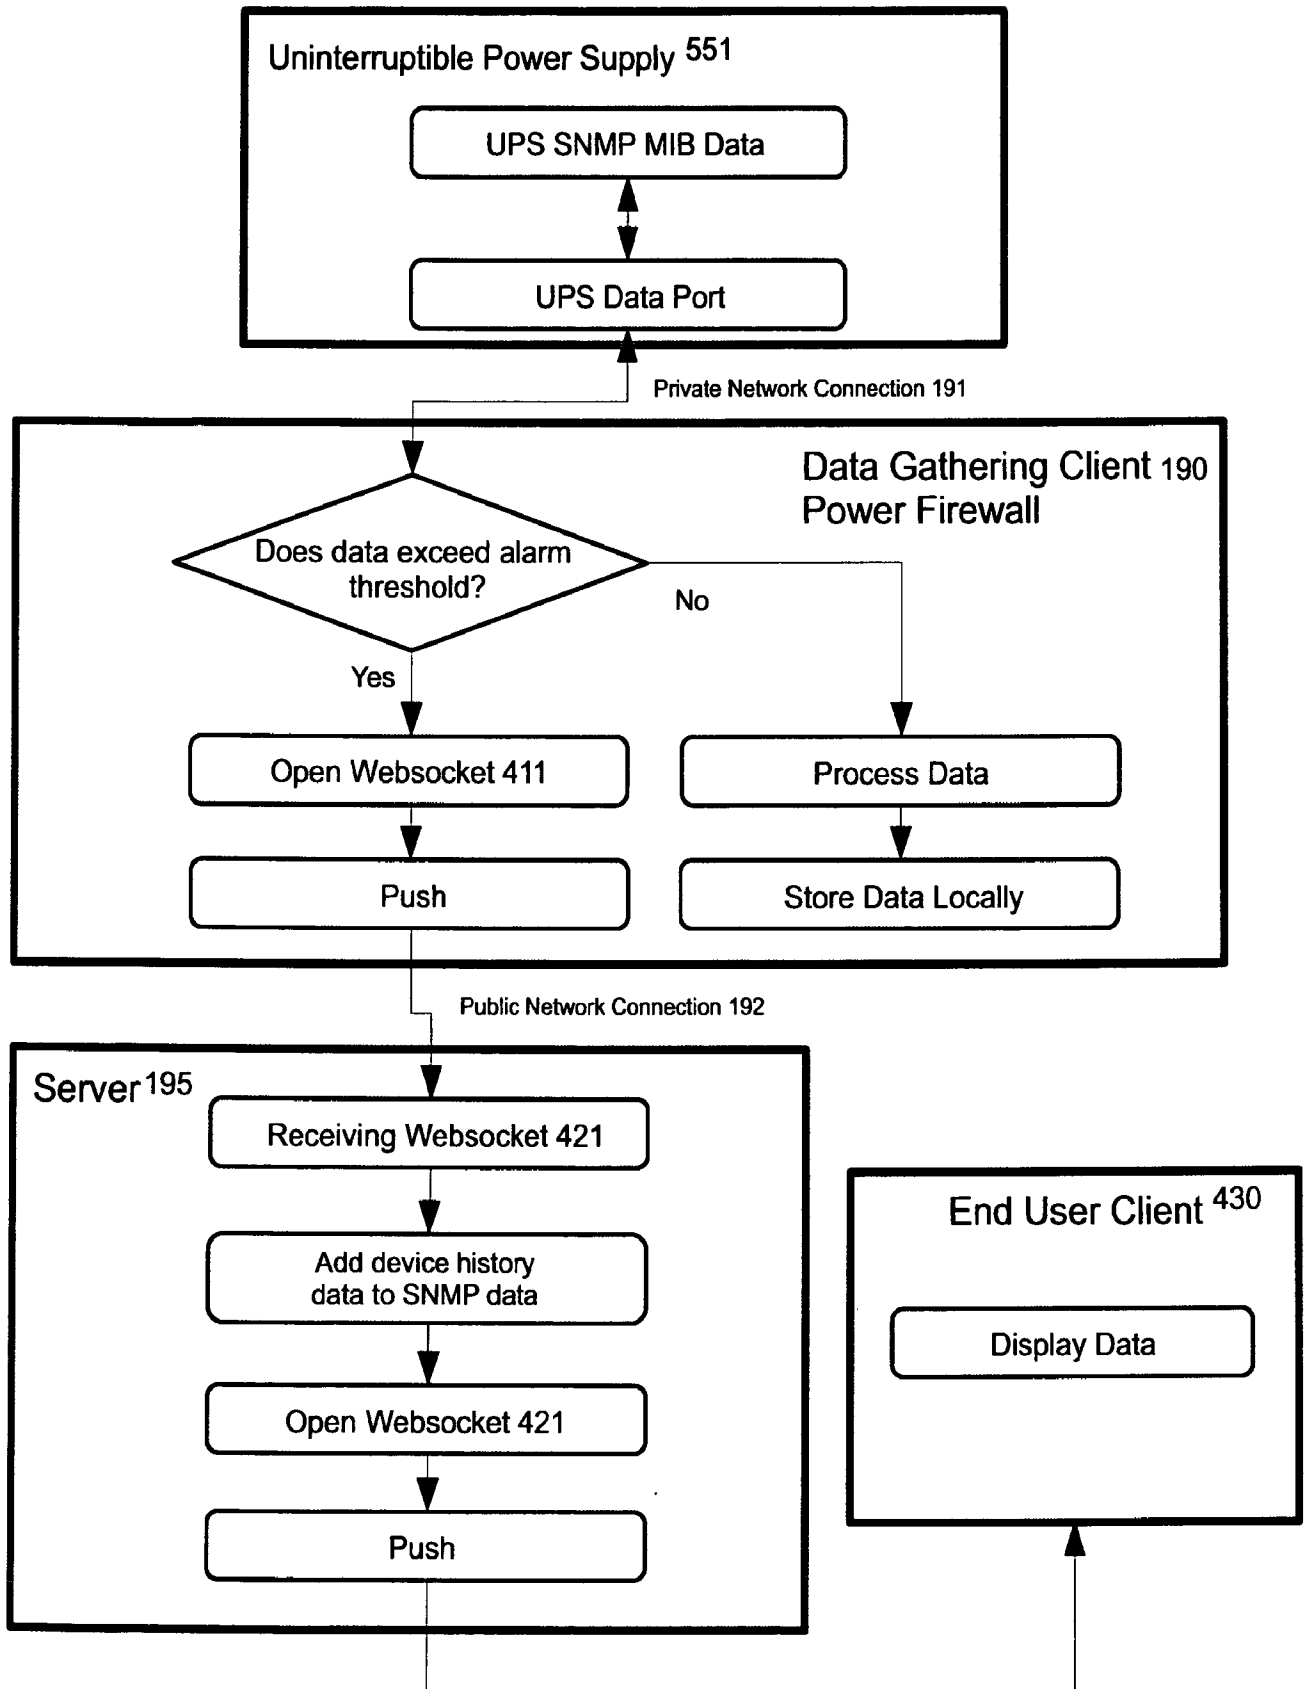 Uninterruptible Power Supply 551
UPS SNMP MIB Data
UPS Data Port
Private Network Connection 191
Data Gathering Client 190
Power Firewall
Does data exceed alarm
threshold?
No
Yes
Open Websocket 411
Process Data
Push
Store Data Locally
Public Network Connection 192
Server 195
Receiving Websocket 421
Add device history
data to SNMP data
Open Websocket 421
Push
End User Client 430
Display Data